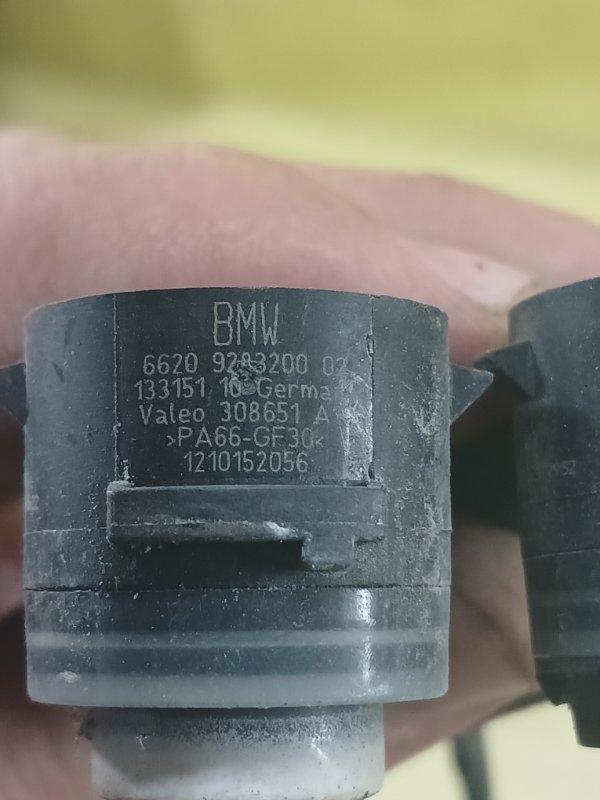 BMW
6620 9283200 02
133151 10 Germa
Valeo 308651 A
>PA66-GF30<
1210152056